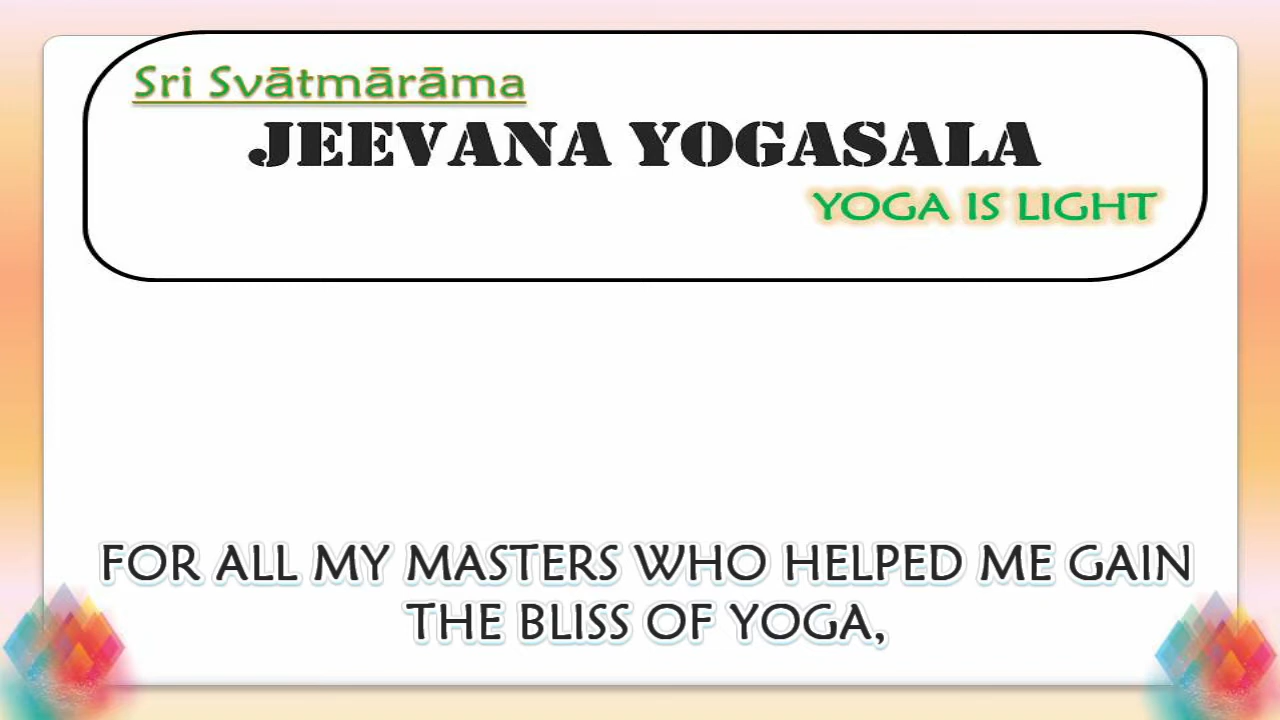 Sri Svātmārāma
JEEVANA YOGASALA
YOGA IS LIGHT
FOR ALL MY MASTERS WHO HELPED ME GAIN
THE BLISS OF YOGA,